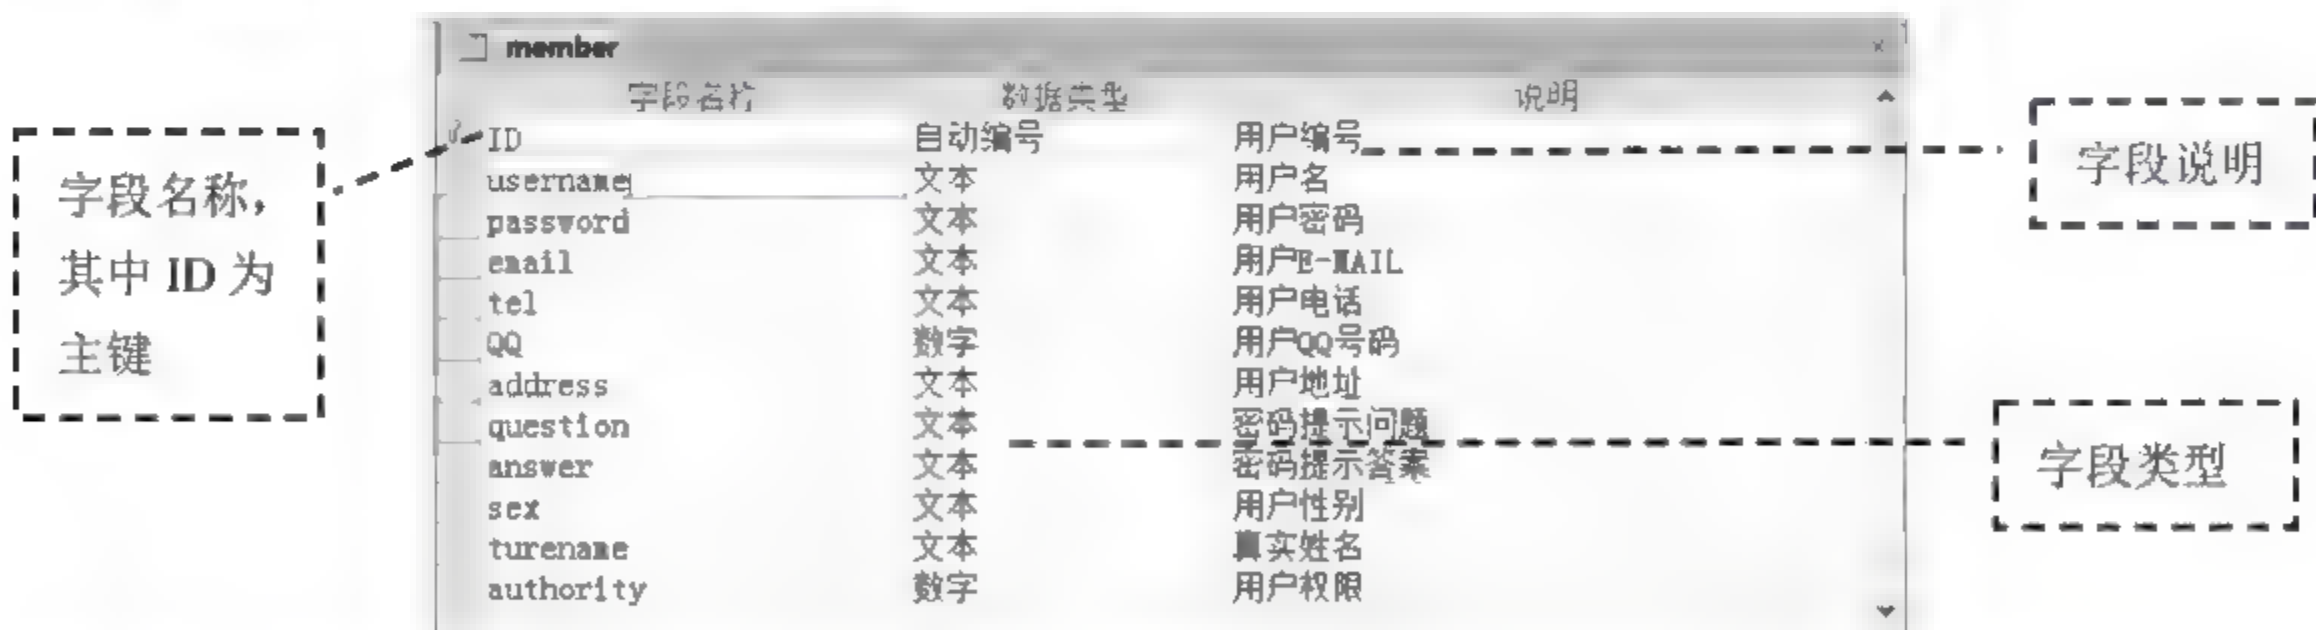 member
字段名称 数据类型 说明
ID 自动编号 用户编号
username 文本 用户名
password 文本 用户密码
email 文本 用户E-MAIL
tel 文本 用户电话
QQ 数字 用户QQ号码
address 文本 用户地址
question 文本 密码提示问题
answer 文本 密码提示答案
sex 文本 用户性别
turename 文本 真实姓名
authority 数字 用户权限
字段名称，
其中 ID 为
主键
字段说明
字段类型